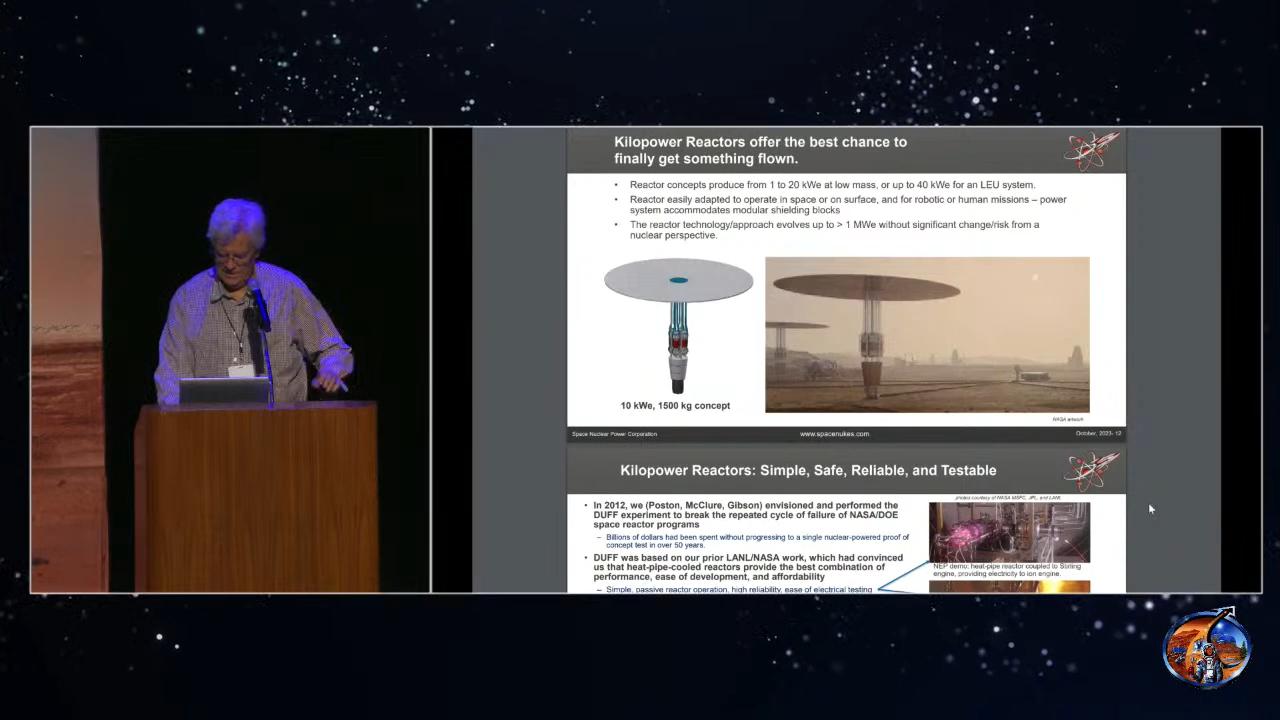 Kilopower Reactors offer the best chance to
finally get something flown.
• Reactor concepts produce from 1 to 20 kWe at low mass, or up to 40 kWe for an LEU system.
• Reactor easily adapted to operate in space or on surface, and for robotic or human missions – power
system accommodates modular shielding blocks
• The reactor technology/approach evolves up to > 1 MWe without significant change/risk from a
nuclear perspective.
10 kWe, 1500 kg concept
NASA artwork
Space Nuclear Power Corporation
www.spacenukes.com
October, 2023- 12
Kilopower Reactors: Simple, Safe, Reliable, and Testable
photos courtesy of NASA MSFC, JPL, and LANL
• In 2012, we (Poston, McClure, Gibson) envisioned and performed the
DUFF experiment to break the repeated cycle of failure of NASA/DOE
space reactor programs
– Billions of dollars had been spent without progressing to a single nuclear-powered proof of
concept test in over 50 years.
• DUFF was based on our prior LANL/NASA work, which had convinced
us that heat-pipe-cooled reactors provide the best combination of
performance, ease of development, and affordability
– Simple, passive reactor operation, high reliability, ease of electrical testing
NEP demo: heat-pipe reactor coupled to Stirling
engine, providing electricity to ion engine.